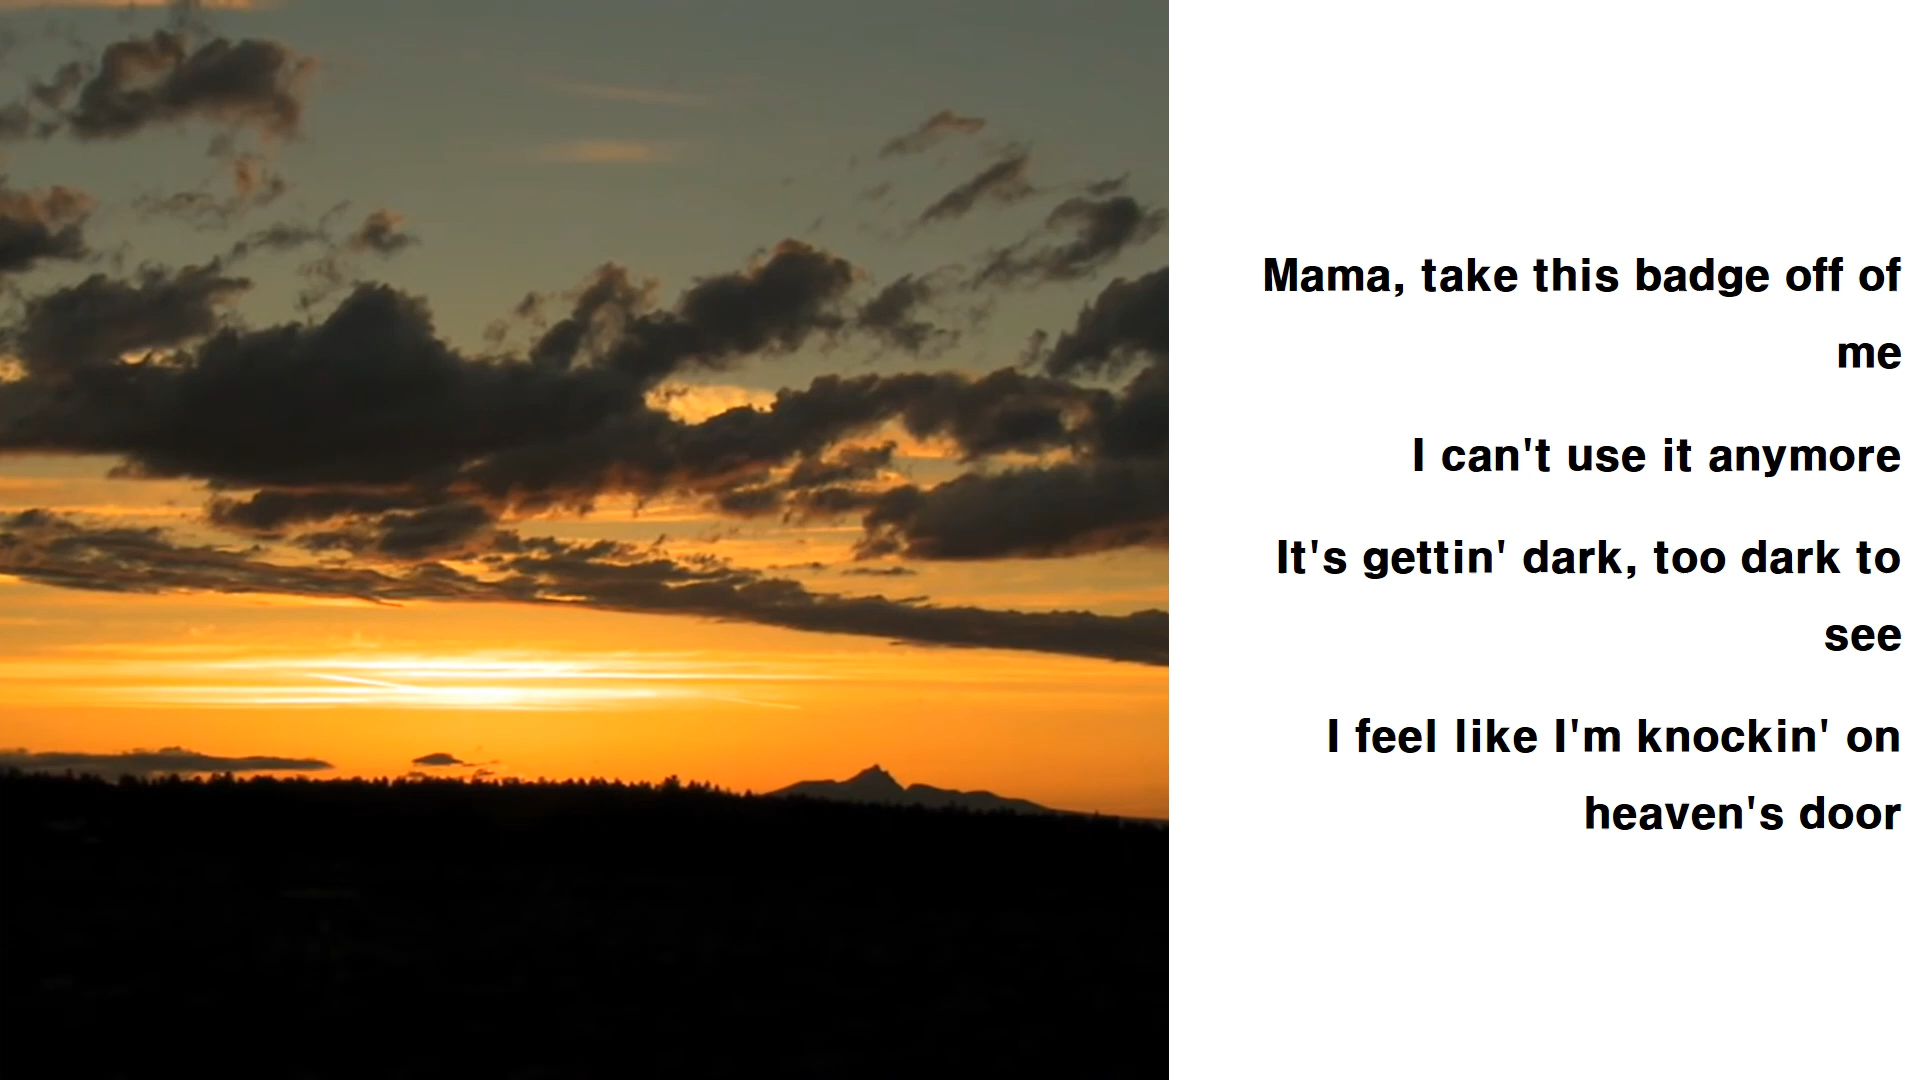 Mama, take this badge off of
me
I can't use it anymore
It's gettin' dark, too dark to
see
I feel like I'm knockin' on
heaven's door